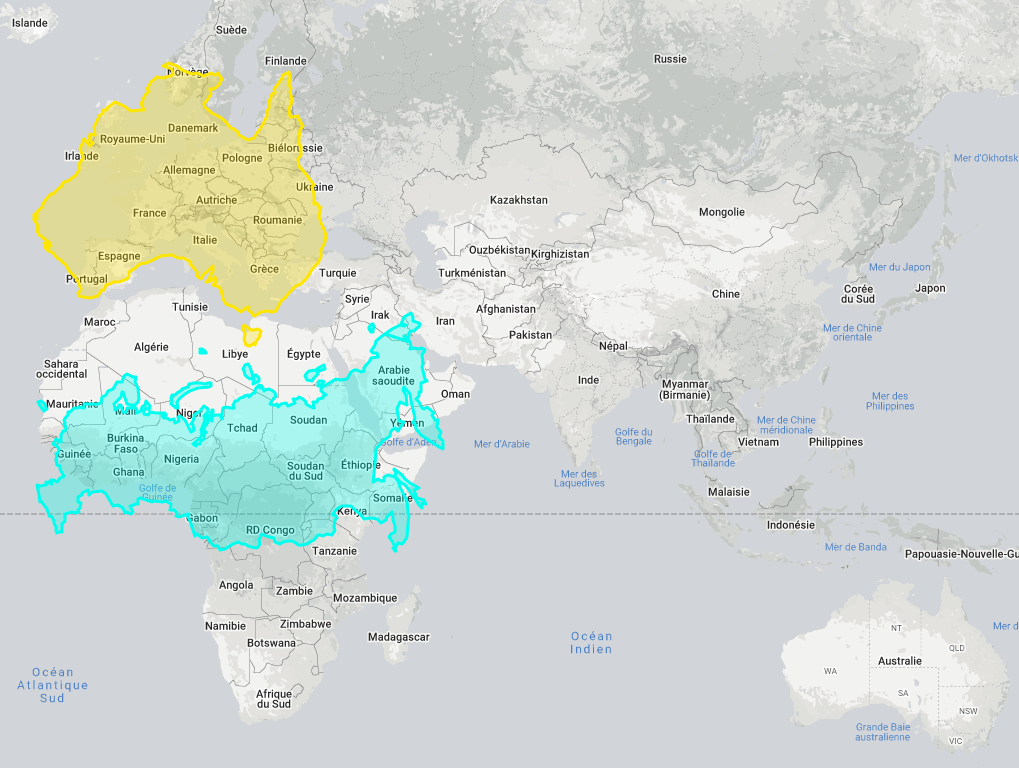 Islande
Suède
Finlande
Russie
Norvège
Mer d'Okhotsk
Danemark
Royaume-Uni
Irlande
Biélorussie
Pologne
Allemagne
Ukraine
Kazakhstan
Autriche
Mongolie
France
Roumanie
Italie
Ouzbékistan
Kirghizistan
Espagne
Grèce
Turquie
Turkménistan
Mer du Japon
Portugal
Chine
Corée
du Sud
Japon
Syrie
Tunisie
Afghanistan
Maroc
Irak
Iran
Pakistan
Mer de Chine
orientale
Algérie
Libye
Égypte
Népal
Sahara
occidental
Arabie
saoudite
Inde
Myanmar
(Birmanie)
Oman
Mer des
Philippines
Mauritanie
Mali
Niger
Soudan
Tchad
Yémen
Thaïlande
Mer de Chine
méridionale
Burkina
Faso
Golfe d'Aden
Mer d'Arabie
Golfe du
Bengale
Vietnam
Philippines
Guinée
Nigeria
Golfe de
Thaïlande
Ghana
Soudan
du Sud
Éthiopie
Mer des
Laquedives
Golfe de
Guinée
Malaisie
Somalie
Gabon
Kenya
RD Congo
Indonésie
Mer de Banda
Papouasie-Nouvelle-Gu
Tanzanie
Angola
Zambie
Mozambique
Namibie
Zimbabwe
Botswana
Madagascar
Océan
Indien
NT
Mer d
QLD
Australie
WA
Océan
Atlantique
Sud
Afrique
du Sud
SA
NSW
Grande Baie
australienne
VIC